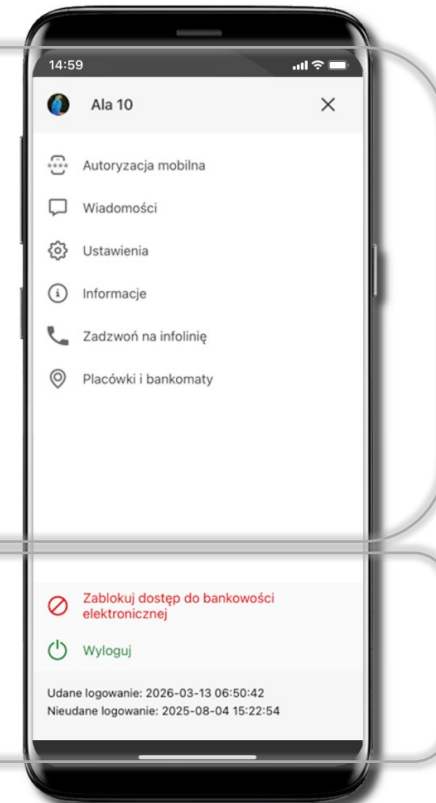 14:59
Ala 10
Autoryzacja mobilna
Wiadomości
Ustawienia
Informacje
Zadzwoń na infolinię
Placówki i bankomaty
Zablokuj dostęp do bankowości
elektronicznej
Wyloguj
Udane logowanie: 2026-03-13 06:50:42
Nieudane logowanie: 2025-08-04 15:22:54